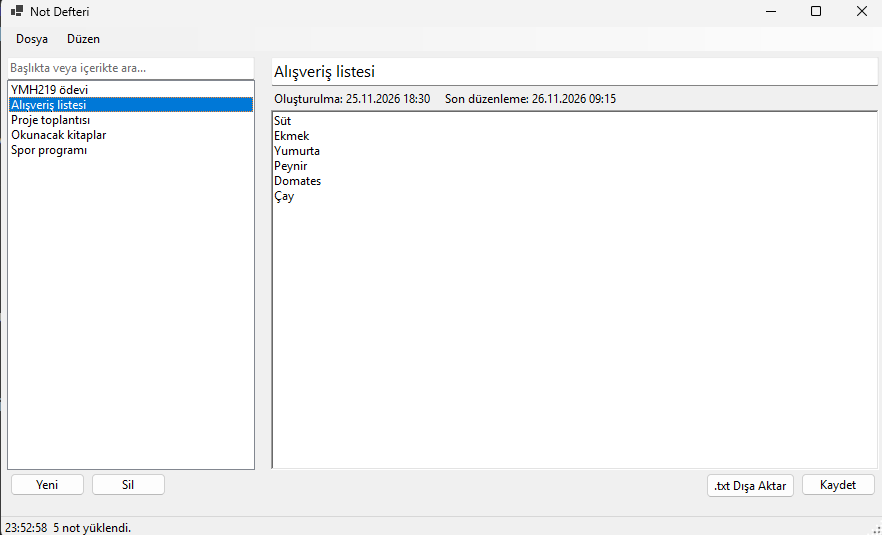 Not Defteri
Dosya Düzen
Başlıkta veya içerikte ara...
YMH219 ödevi
Alışveriş listesi
Proje toplantısı
Okunacak kitaplar
Spor programı
Yeni Sil
Alışveriş listesi
Oluşturulma: 25.11.2026 18:30 Son düzenleme: 26.11.2026 09:15
Süt
Ekmek
Yumurta
Peynir
Domates
Çay
.txt Dışa Aktar Kaydet
23:52:58 5 not yüklendi.